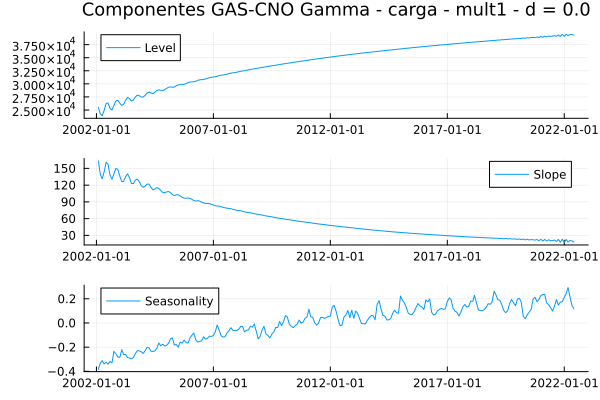 Componentes GAS-CNO Gamma - carga - mult1 - d = 0.0
Level
3.750×10⁴
3.500×10⁴
3.250×10⁴
3.000×10⁴
2.750×10⁴
2.500×10⁴
2002-01-01 2007-01-01 2012-01-01 2017-01-01 2022-01-01
Slope
150
120
90
60
30
2002-01-01 2007-01-01 2012-01-01 2017-01-01 2022-01-01
Seasonality
0.2
0.0
−0.2
−0.4
2002-01-01 2007-01-01 2012-01-01 2017-01-01 2022-01-01